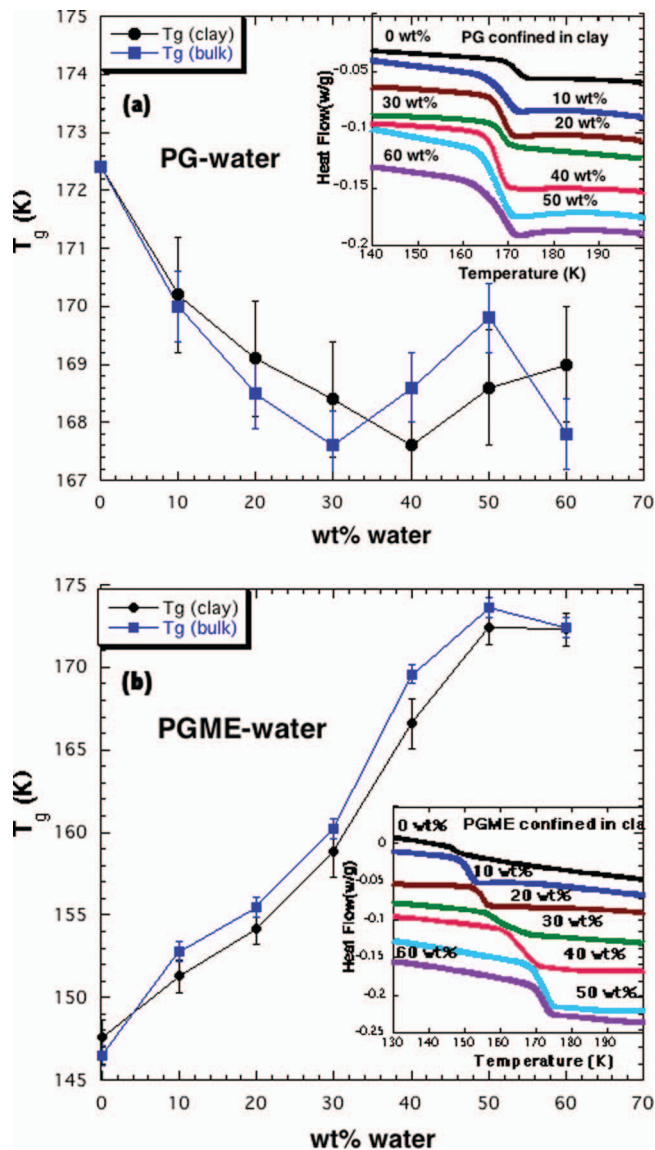 175
174
173
172
171
170
169
168
167
T_g (K)
Tg (clay)
Tg (bulk)
(a)
PG-water
0 10 20 30 40 50 60 70
wt% water
0 wt% PG confined in clay
-0.05
30 wt% 10 wt%
20 wt%
-0.1
60 wt% 40 wt%
-0.15
50 wt%
-0.2
140 150 160 170 180 190
Heat Flow(w/g)
Temperature (K)
175
170
165
160
155
150
145
T_g (K)
Tg (clay)
Tg (bulk)
(b)
PGME-water
0 10 20 30 40 50 60 70
wt% water
0 wt% PGME confined in cla
0
10 wt%
-0.05
20 wt%
-0.1
30 wt%
-0.15
60 wt% 40 wt%
-0.2
50 wt%
-0.25
130 140 150 160 170 180 190
Heat Flow(w/g)
Temperature (K)